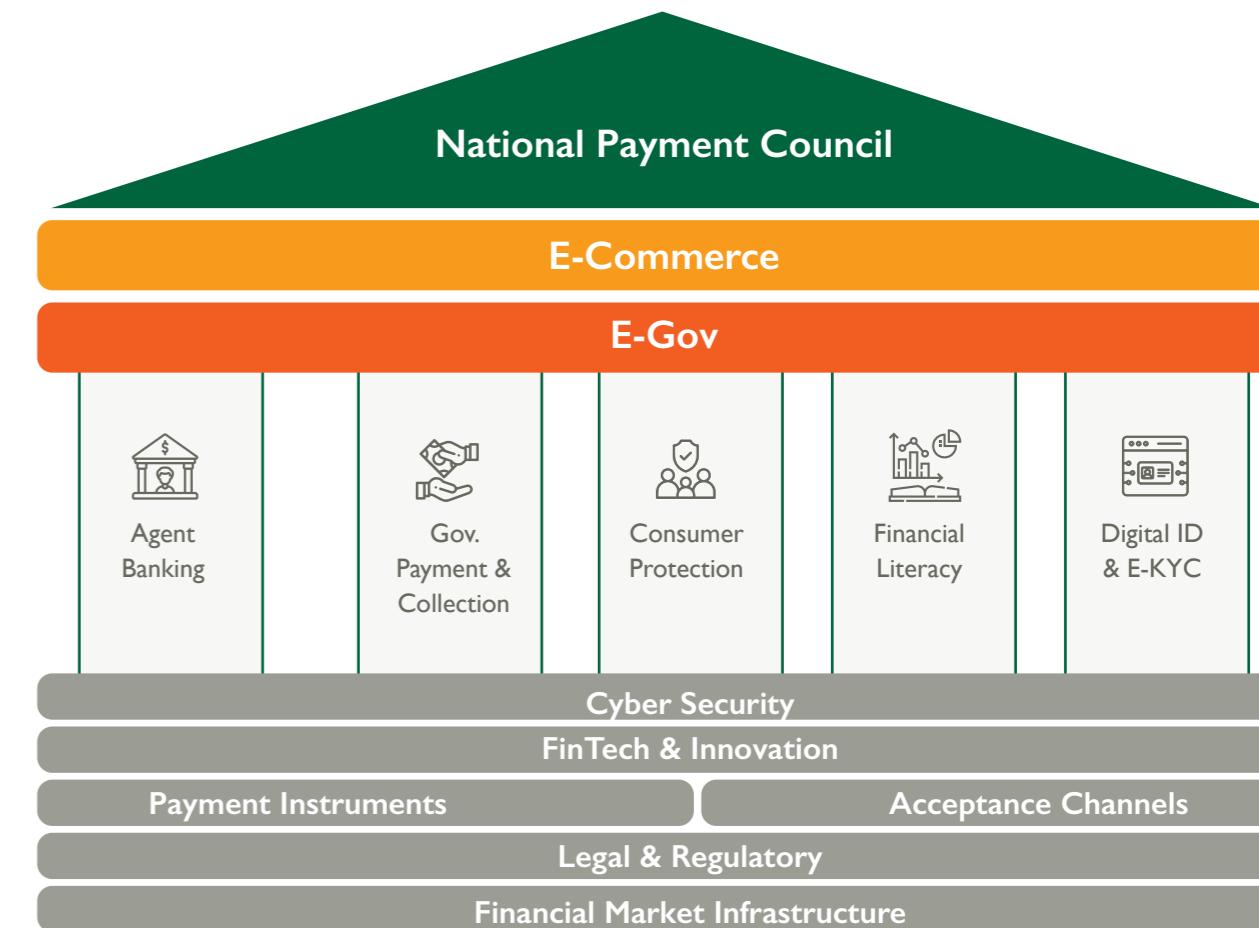 National Payment Council
E-Commerce
E-Gov
$
Agent
Banking
Gov.
Payment &
Collection
Consumer
Protection
Financial
Literacy
Digital ID
& E-KYC
Cyber Security
FinTech & Innovation
Payment Instruments
Acceptance Channels
Legal & Regulatory
Financial Market Infrastructure